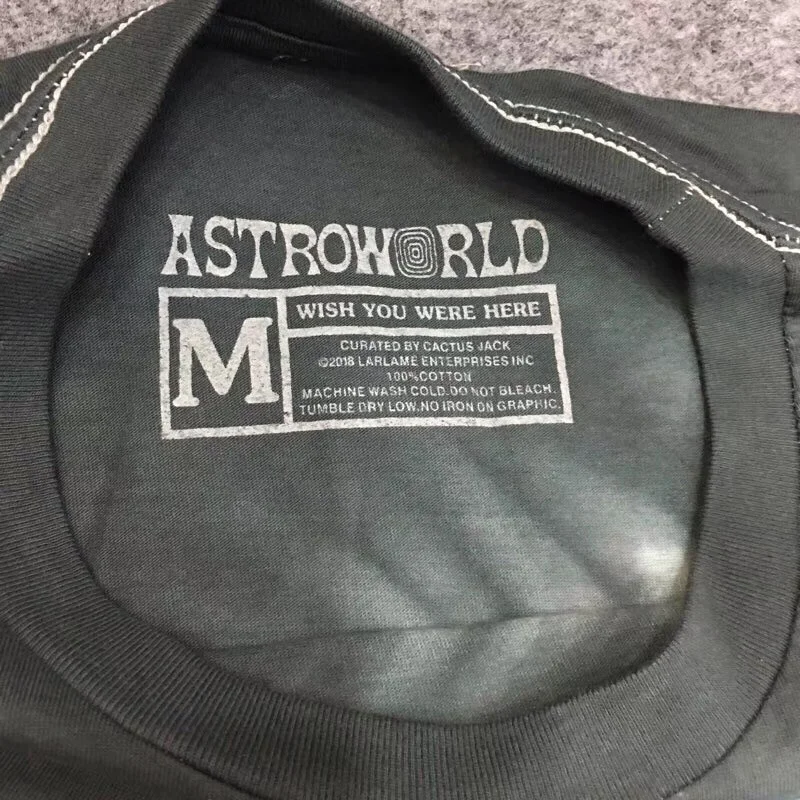 ASTROWORLD
M
WISH YOU WERE HERE
CURATED BY CACTUS JACK
©2018 LARLAME ENTERPRISES INC
100%COTTON
MACHINE WASH COLD.DO NOT BLEACH.
TUMBLE DRY LOW.NO IRON ON GRAPHIC.